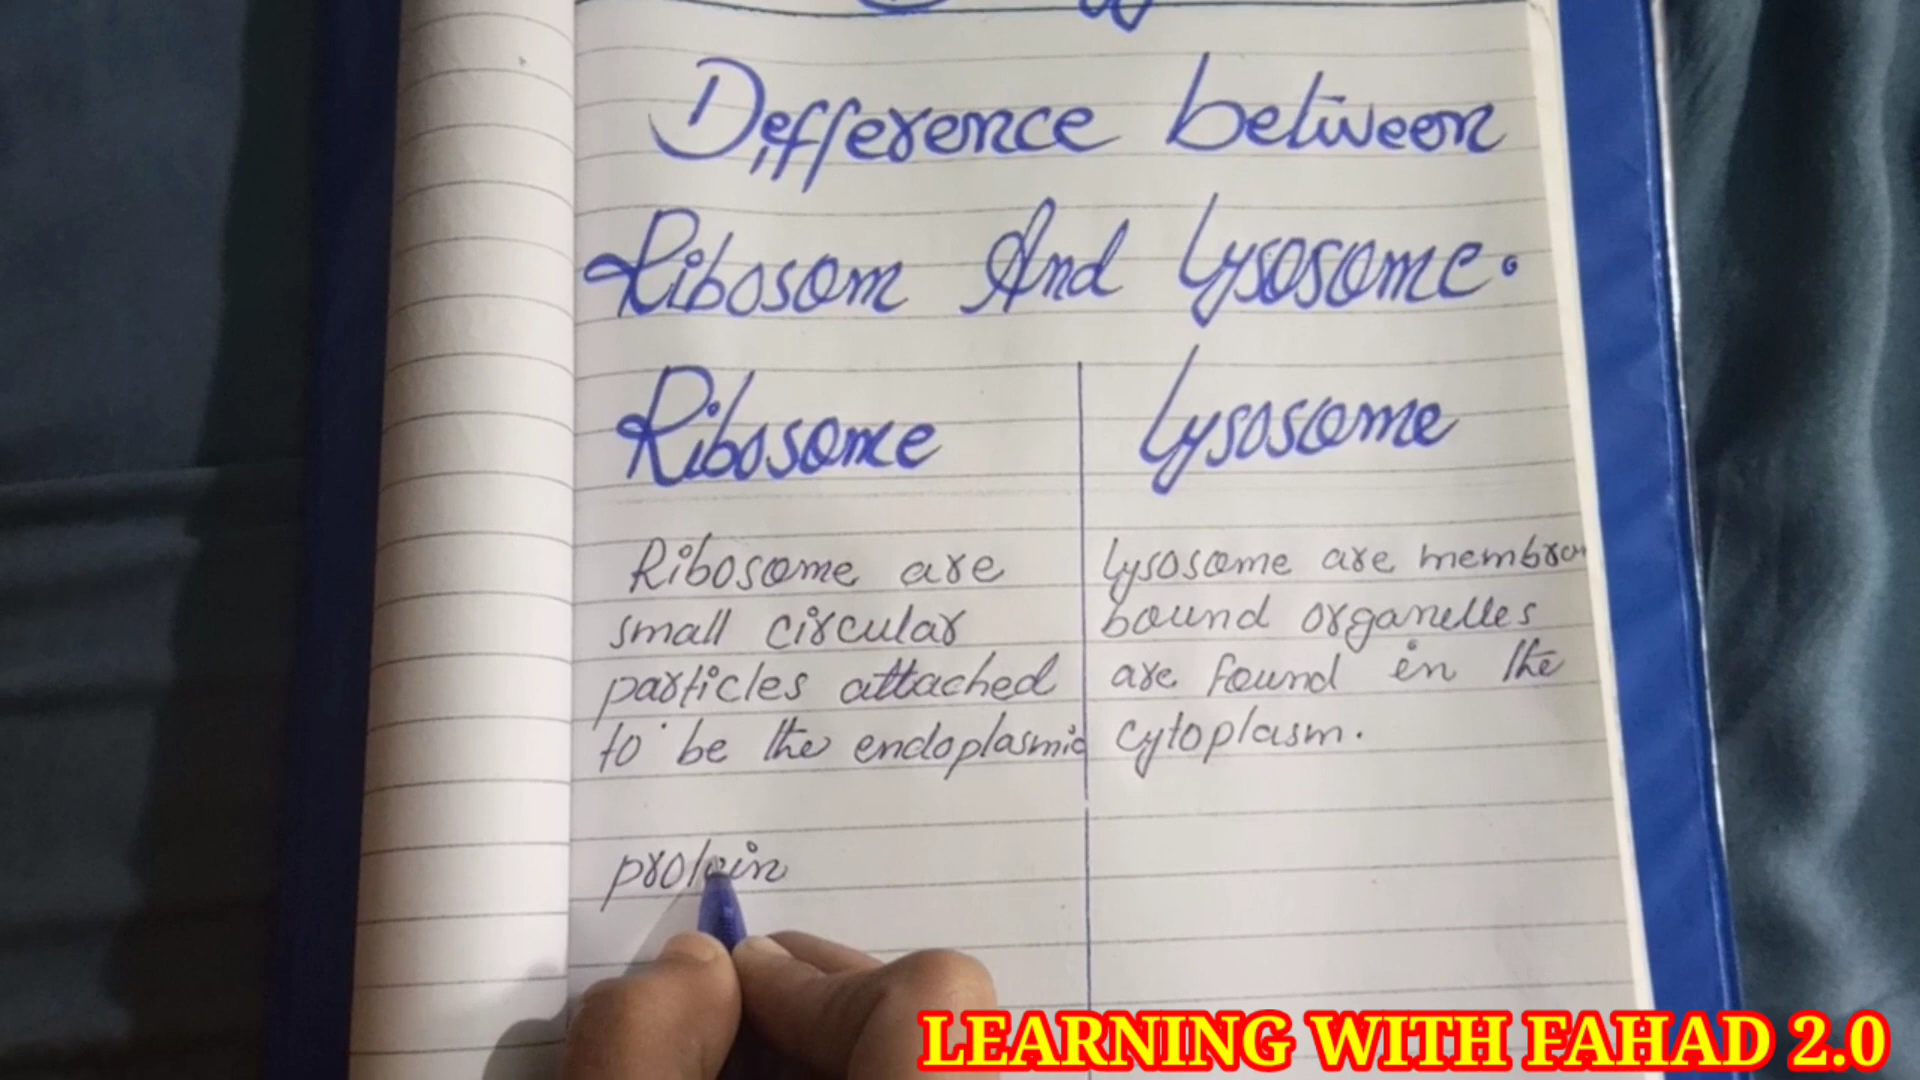 Defference between
Ribosom And Lysosome.
Ribosome
Lysosome
Ribosome are
small circular
particles attached
to be the endoplasmic
Lysosome are membran
bound organelles
are found in the
cytoplasm.
protein
LEARNING WITH FAHAD 2.0